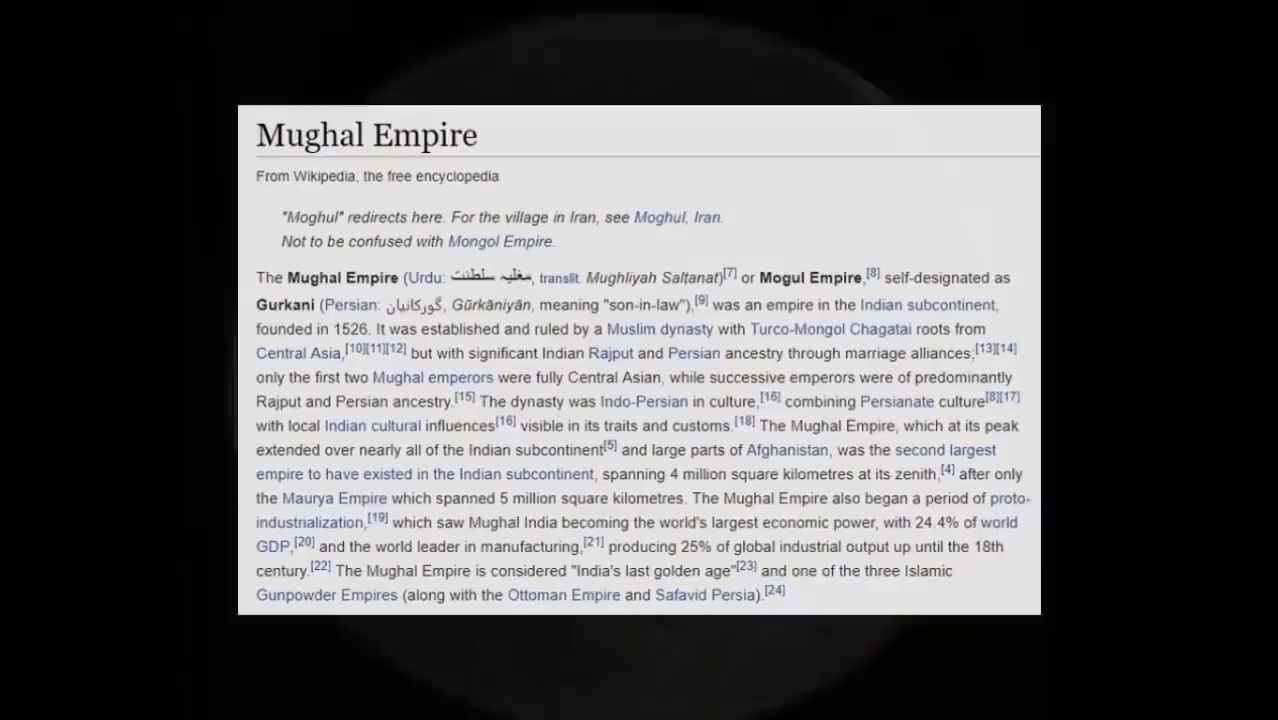 Mughal Empire
From Wikipedia, the free encyclopedia
"Moghul" redirects here. For the village in Iran, see Moghul, Iran.
Not to be confused with Mongol Empire.
The Mughal Empire (Urdu: مغلیہ سلطنت, translit. Mughliyah Salṭanat)[7] or Mogul Empire,[8] self-designated as
Gurkani (Persian: گورکانیان, Gūrkāniyān, meaning "son-in-law"),[9] was an empire in the Indian subcontinent,
founded in 1526. It was established and ruled by a Muslim dynasty with Turco-Mongol Chagatai roots from
Central Asia,[10][11][12] but with significant Indian Rajput and Persian ancestry through marriage alliances;[13][14]
only the first two Mughal emperors were fully Central Asian, while successive emperors were of predominantly
Rajput and Persian ancestry.[15] The dynasty was Indo-Persian in culture,[16] combining Persianate culture[8][17]
with local Indian cultural influences[16] visible in its traits and customs.[18] The Mughal Empire, which at its peak
extended over nearly all of the Indian subcontinent[5] and large parts of Afghanistan, was the second largest
empire to have existed in the Indian subcontinent, spanning 4 million square kilometres at its zenith,[4] after only
the Maurya Empire which spanned 5 million square kilometres. The Mughal Empire also began a period of proto-
industrialization,[19] which saw Mughal India becoming the world's largest economic power, with 24.4% of world
GDP,[20] and the world leader in manufacturing,[21] producing 25% of global industrial output up until the 18th
century.[22] The Mughal Empire is considered "India's last golden age"[23] and one of the three Islamic
Gunpowder Empires (along with the Ottoman Empire and Safavid Persia).[24]